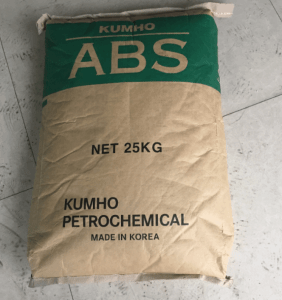 KUMHO
ABS
NET 25KG
KUMHO
PETROCHEMICAL
MADE IN KOREA